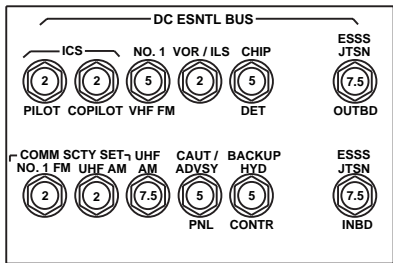 DC ESNTL BUS
ICS NO. 1 VOR / ILS CHIP ESSS JTSN
2 2 5 2 5 7.5
PILOT COPILOT VHF FM DET OUTBD
COMM SCTY SET UHF CAUT / BACKUP ESSS
NO. 1 FM UHF AM AM ADVSY HYD JTSN
2 2 7.5 5 5 7.5
PNL CONTR INBD